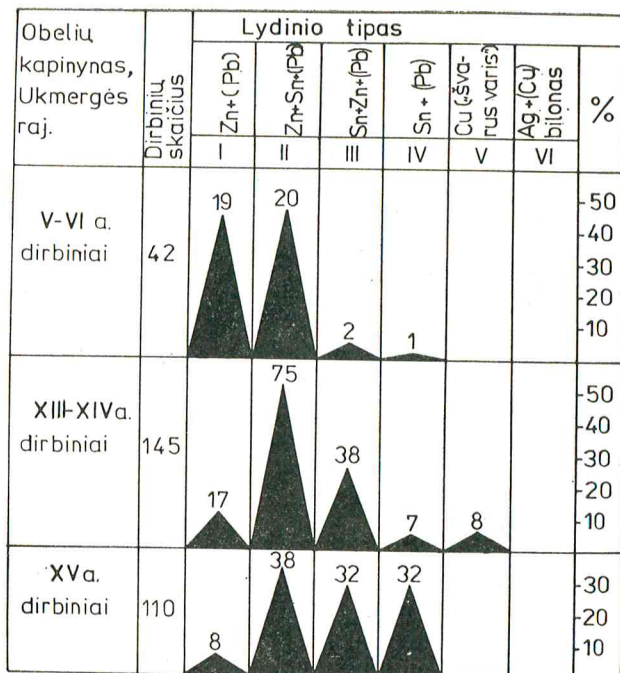 Obelių
kapinynas,
Ukmergės
raj.
Dirbinių
skaičius
Lydinio tipas
Zn+(Pb)
Zn+Sn+(Pb)
Sn+Zn+(Pb)
Sn+(Pb)
Cu („šva-
rus varis")
Ag+(Cu)
bilonas
%
I II III IV V VI
V-VI a.
dirbiniai
42
19 20 2 1
50
40
30
20
10
XIII-XIV a.
dirbiniai
145
17 75 38 7 8
50
40
30
20
10
XV a.
dirbiniai
110
8 38 32 32
30
20
10